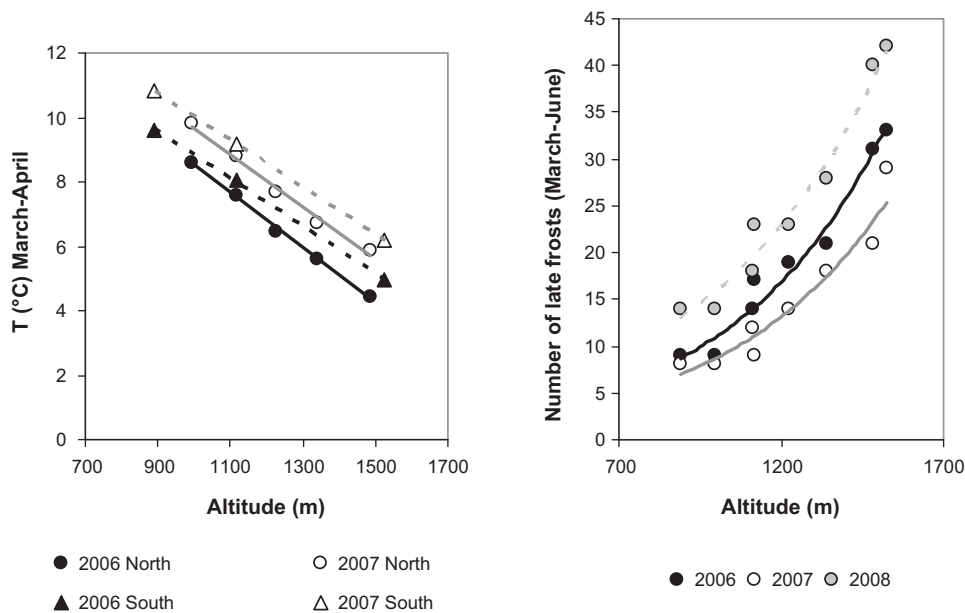 T (°C) March-April
12
10
8
6
4
2
0
700 900 1100 1300 1500 1700
Altitude (m)
2006 North 2007 North
2006 South 2007 South
Number of late frosts (March-June)
45
40
35
30
25
20
15
10
5
0
700 1200 1700
Altitude (m)
2006 2007 2008